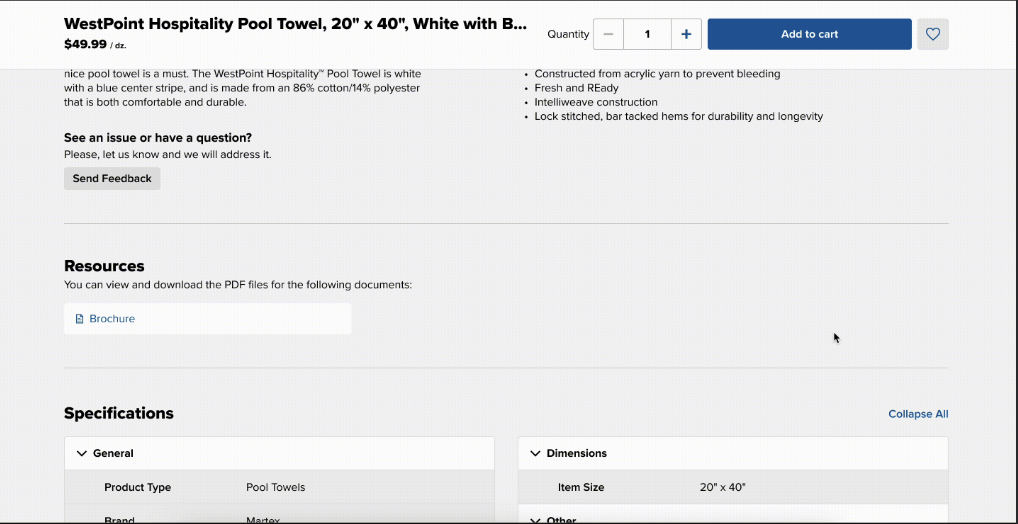 WestPoint Hospitality Pool Towel, 20" x 40", White with B...
$49.99 / dz.
Quantity
1
Add to cart
nice pool towel is a must. The WestPoint Hospitality™ Pool Towel is white
with a blue center stripe, and is made from an 86% cotton/14% polyester
that is both comfortable and durable.
• Constructed from acrylic yarn to prevent bleeding
• Fresh and REady
• Intelliweave construction
• Lock stitched, bar tacked hems for durability and longevity
See an issue or have a question?
Please, let us know and we will address it.
Send Feedback
Resources
You can view and download the PDF files for the following documents:
Brochure
Specifications
Collapse All
General
Product Type Pool Towels
Brand Martex
Dimensions
Item Size 20" x 40"
Other